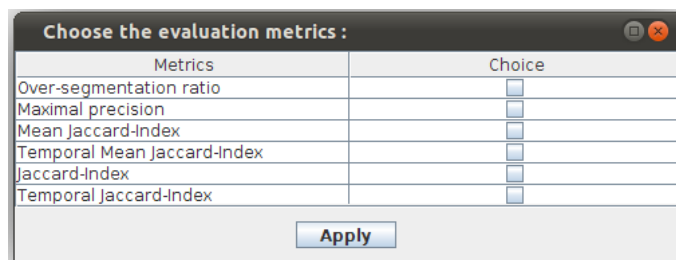 Choose the evaluation metrics :
Metrics Choice
Over-segmentation ratio
Maximal precision
Mean Jaccard-Index
Temporal Mean Jaccard-Index
Jaccard-Index
Temporal Jaccard-Index
Apply